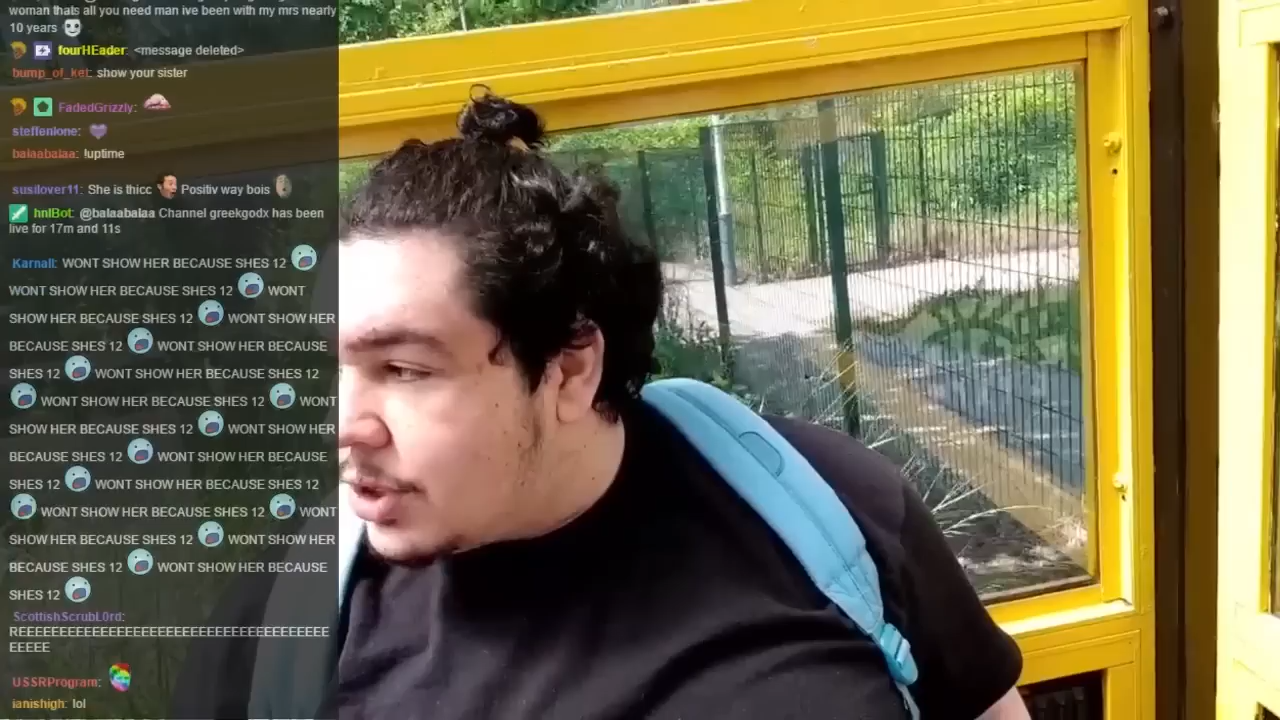 woman thats all you need man ive been with my mrs nearly
10 years
fourHEader: <message deleted>
bump_of_kei: show your sister
FadedGrizzly:
steffenlone:
balaabalaa: !uptime
susilover11: She is thicc Positiv way bois
hnlBot: @balaabalaa Channel greekgodx has been
live for 17m and 11s
Karnall: WONT SHOW HER BECAUSE SHES 12
WONT SHOW HER BECAUSE SHES 12 WONT
SHOW HER BECAUSE SHES 12 WONT SHOW HER
BECAUSE SHES 12 WONT SHOW HER BECAUSE
SHES 12 WONT SHOW HER BECAUSE SHES 12
WONT SHOW HER BECAUSE SHES 12 WONT
SHOW HER BECAUSE SHES 12 WONT SHOW HER
BECAUSE SHES 12 WONT SHOW HER BECAUSE
SHES 12 WONT SHOW HER BECAUSE SHES 12
WONT SHOW HER BECAUSE SHES 12 WONT
SHOW HER BECAUSE SHES 12 WONT SHOW HER
BECAUSE SHES 12 WONT SHOW HER BECAUSE
SHES 12
ScottishScrubL0rd:
REEEEEEEEEEEEEEEEEEEEEEEEEEEEEEEEEEEEEE
EEEEE
USSRProgram:
ianishigh: lol